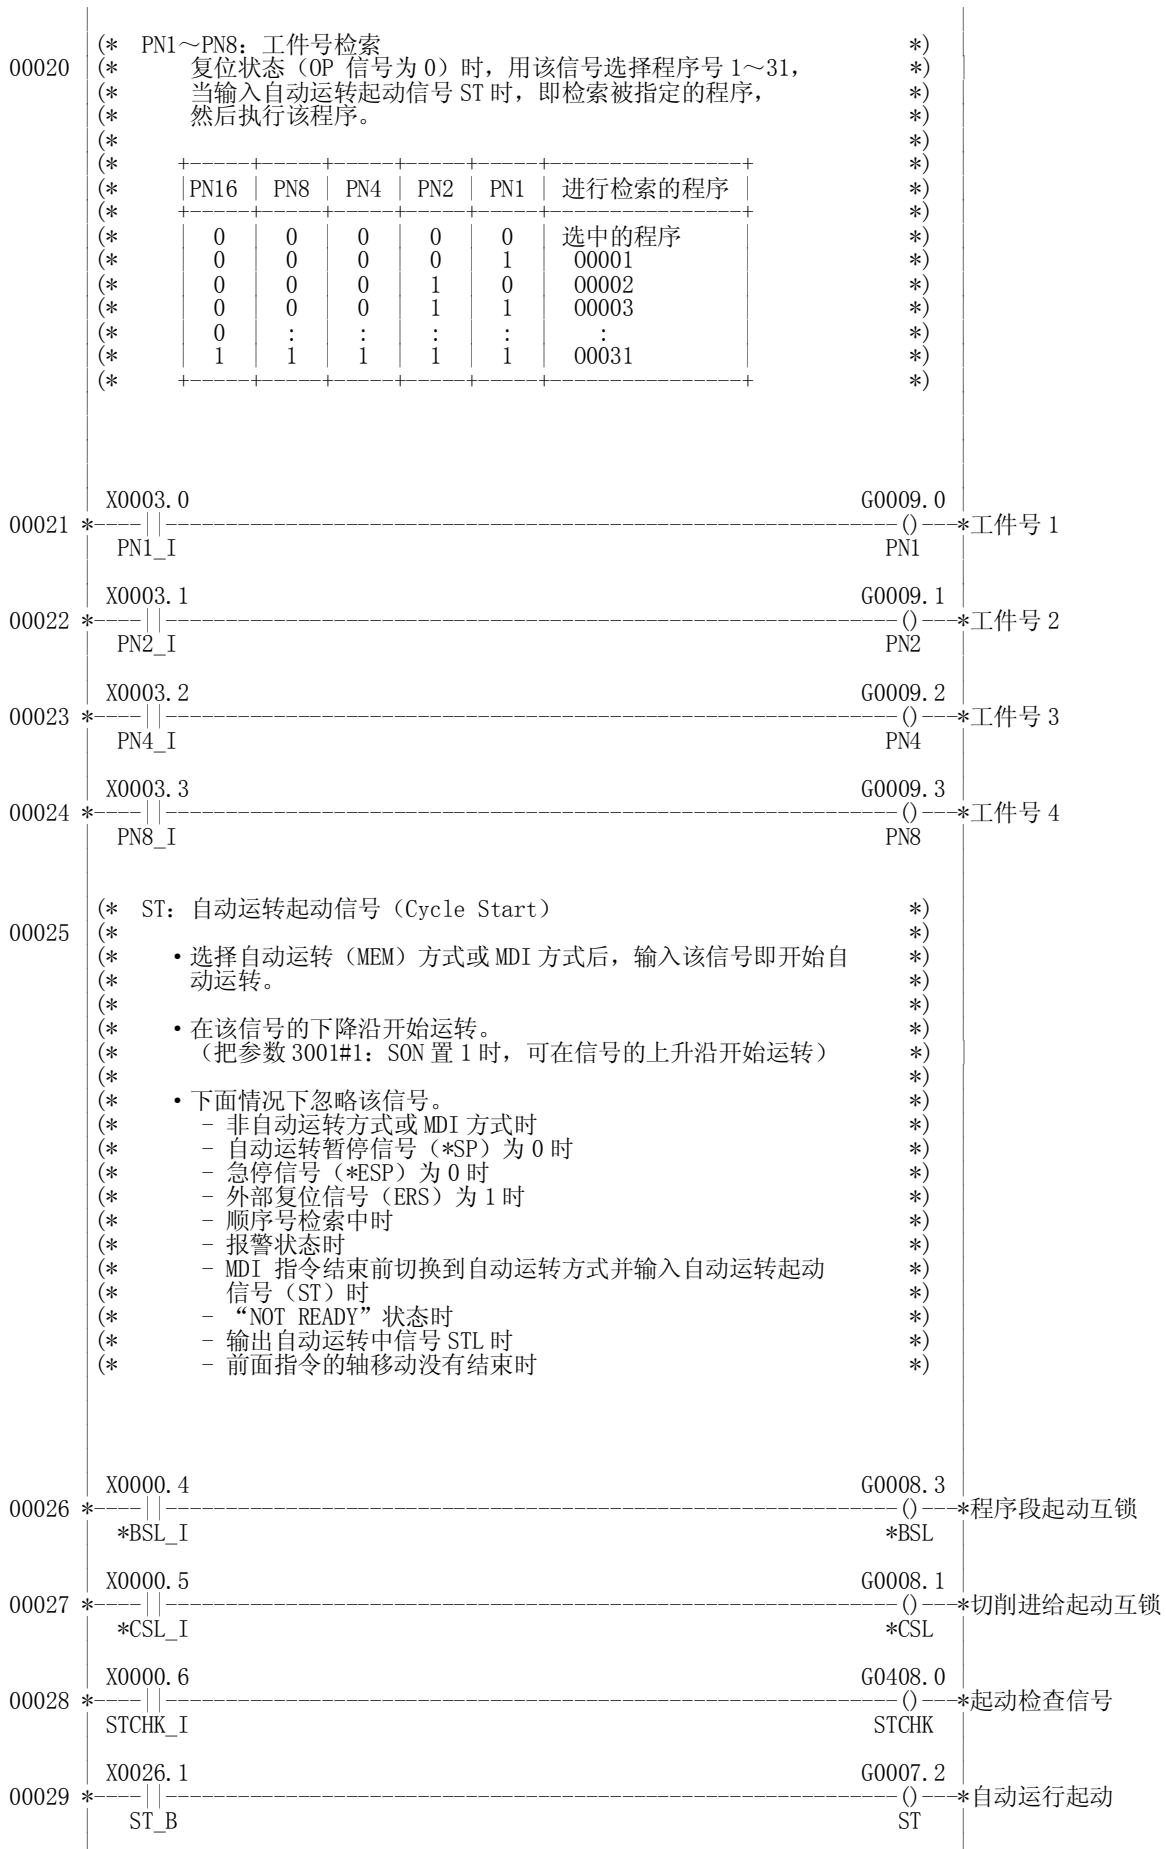 (* PN1～PN8：工件号检索 *)
00020 (* 复位状态（OP 信号为 0）时，用该信号选择程序号 1～31， *)
(* 当输入自动运转起动信号 ST 时，即检索被指定的程序， *)
(* 然后执行该程序。 *)
(* *)
(* +-----+-----+-----+-----+-----+----------------+ *)
(* |PN16 | PN8 | PN4 | PN2 | PN1 | 进行检索的程序 | *)
(* +-----+-----+-----+-----+-----+----------------+ *)
(* | 0 | 0 | 0 | 0 | 0 | 选中的程序 | *)
(* | 0 | 0 | 0 | 0 | 1 | O0001 | *)
(* | 0 | 0 | 0 | 1 | 0 | O0002 | *)
(* | 0 | 0 | 0 | 1 | 1 | O0003 | *)
(* | 0 | : | : | : | : | : | *)
(* | 1 | 1 | 1 | 1 | 1 | O0031 | *)
(* +-----+-----+-----+-----+-----+----------------+ *)
X0003.0 G0009.0
00021 *----||----()---*工件号 1
PN1_I PN1
X0003.1 G0009.1
00022 *----||----()---*工件号 2
PN2_I PN2
X0003.2 G0009.2
00023 *----||----()---*工件号 3
PN4_I PN4
X0003.3 G0009.3
00024 *----||----()---*工件号 4
PN8_I PN8
(* ST：自动运转起动信号（Cycle Start） *)
00025 (* *)
(* ·选择自动运转（MEM）方式或 MDI 方式后，输入该信号即开始自 *)
(* 动运转。 *)
(* *)
(* ·在该信号的下降沿开始运转。 *)
(* （把参数 3001#1：SON 置 1 时，可在信号的上升沿开始运转） *)
(* *)
(* ·下面情况下忽略该信号。 *)
(* - 非自动运转方式或 MDI 方式时 *)
(* - 自动运转暂停信号（*SP）为 0 时 *)
(* - 急停信号（*ESP）为 0 时 *)
(* - 外部复位信号（ERS）为 1 时 *)
(* - 顺序号检索中时 *)
(* - 报警状态时 *)
(* - MDI 指令结束前切换到自动运转方式并输入自动运转起动 *)
(* 信号（ST）时 *)
(* - “NOT READY”状态时 *)
(* - 输出自动运转中信号 STL 时 *)
(* - 前面指令的轴移动没有结束时 *)
X0000.4 G0008.3
00026 *----||----()---*程序段起动互锁
*BSL_I *BSL
X0000.5 G0008.1
00027 *----||----()---*切削进给起动互锁
*CSL_I *CSL
X0000.6 G0408.0
00028 *----||----()---*起动检查信号
STCHK_I STCHK
X0026.1 G0007.2
00029 *----||----()---*自动运行起动
ST_B ST